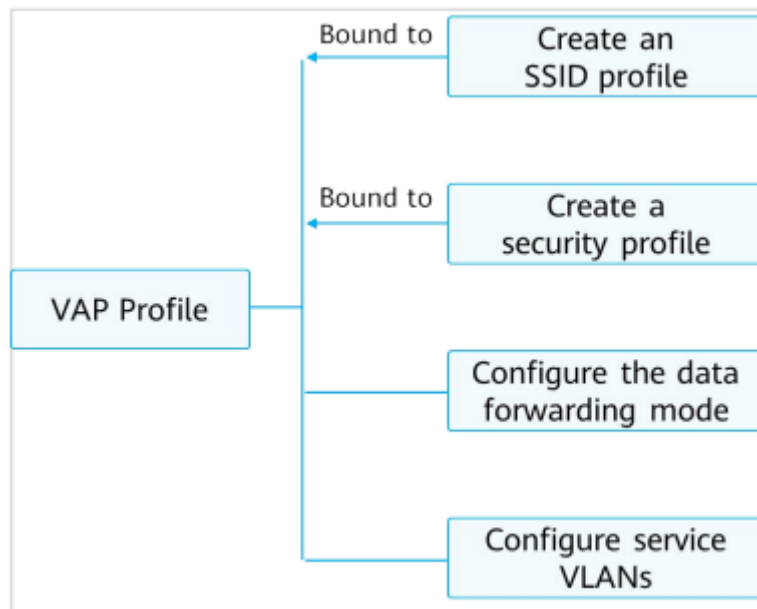 Bound to
Create an
SSID profile
Bound to
Create a
security profile
VAP Profile
Configure the data
forwarding mode
Configure service
VLANs